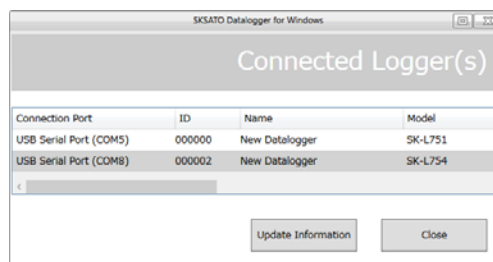 SKSATO Datalogger for Windows
Connected Logger(s)
Connection Port ID Name Model
USB Serial Port (COM5) 000000 New Datalogger SK-L751
USB Serial Port (COM8) 000002 New Datalogger SK-L754
Update Information Close